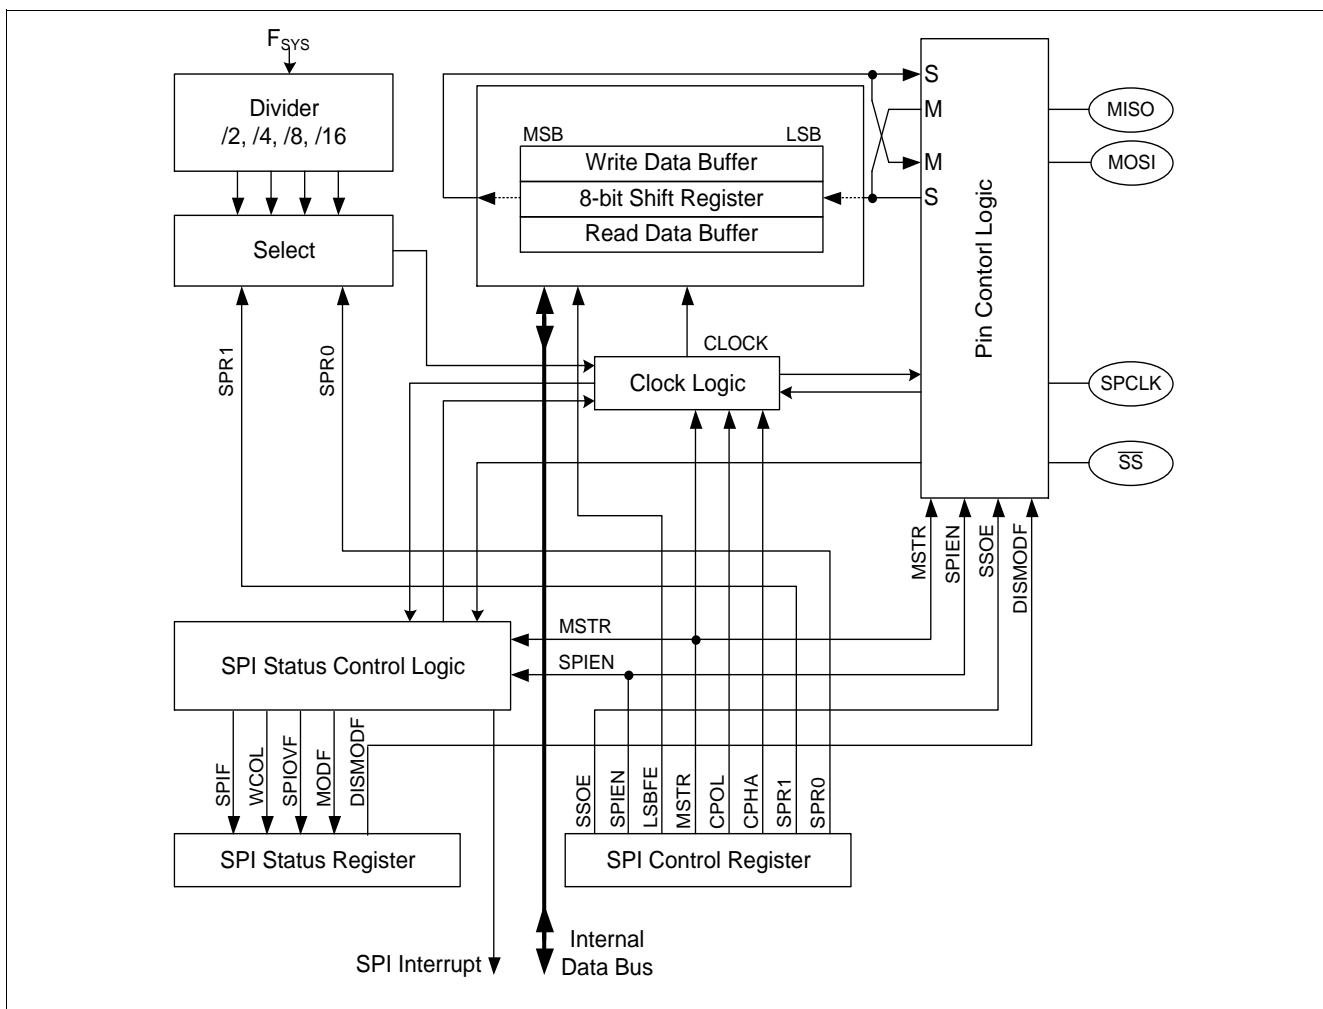 FSYS
Divider
/2, /4, /8, /16
Select
MSB
LSB
Write Data Buffer
8-bit Shift Register
Read Data Buffer
S
M
M
S
Pin Contorl Logic
MISO
MOSI
SPCLK
SS
SPR1
SPR0
CLOCK
Clock Logic
MSTR
SPIEN
SSOE
DISMODF
SPI Status Control Logic
MSTR
SPIEN
SPIF
WCOL
SPIOVF
MODF
DISMODF
SSOE
SPIEN
LSBFE
MSTR
CPOL
CPHA
SPR1
SPR0
SPI Status Register
SPI Control Register
SPI Interrupt
Internal
Data Bus